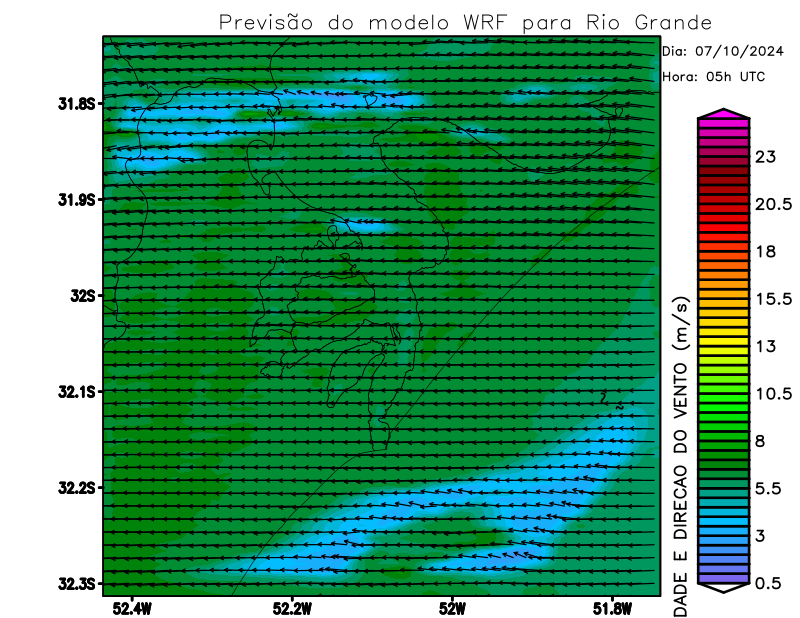 Previsão do modelo WRF para Rio Grande
Dia: 07/10/2024
Hora: 05h UTC
31.8S
31.9S
32S
32.1S
32.2S
32.3S
52.4W
52.2W
52W
51.8W
DADE E DIRECAO DO VENTO (m/s)
23
20.5
18
15.5
13
10.5
8
5.5
3
0.5